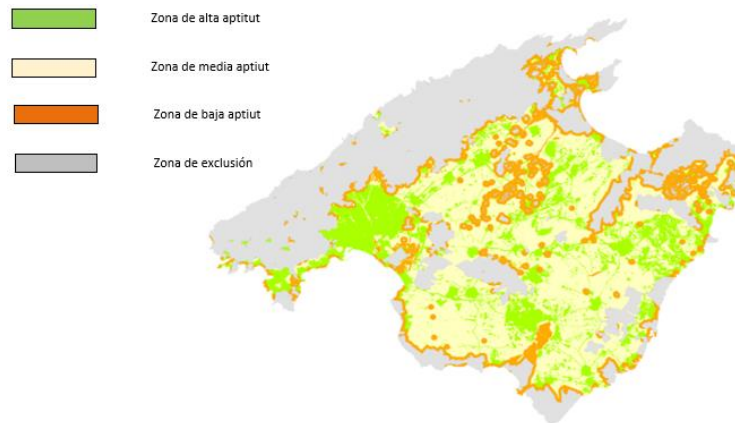 Zona de alta aptitut
Zona de media aptiut
Zona de baja aptiut
Zona de exclusión